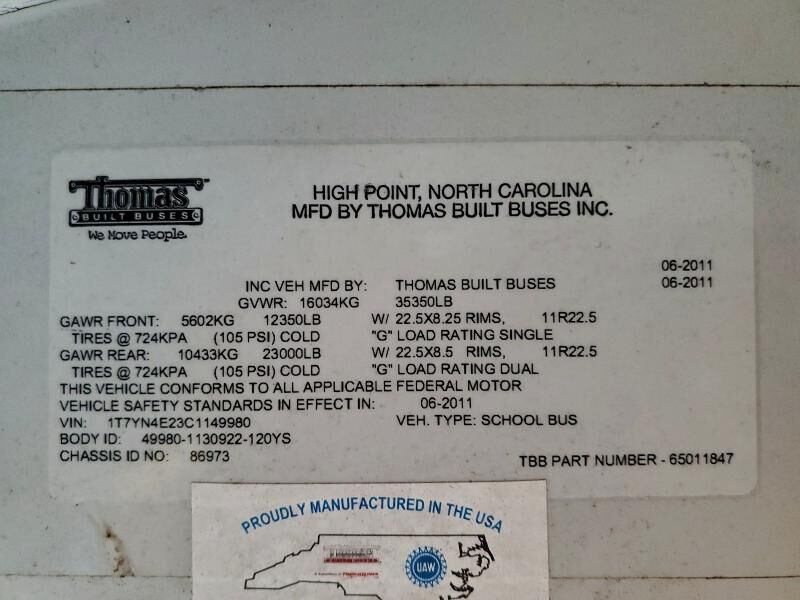 Thomas
BUILT BUSES
We Move People.
HIGH POINT, NORTH CAROLINA
MFD BY THOMAS BUILT BUSES INC.
06-2011
INC VEH MFD BY: THOMAS BUILT BUSES 06-2011
GVWR: 16034KG 35350LB
GAWR FRONT: 5602KG 12350LB W/ 22.5X8.25 RIMS, 11R22.5
TIRES @ 724KPA (105 PSI) COLD "G" LOAD RATING SINGLE
GAWR REAR: 10433KG 23000LB W/ 22.5X8.5 RIMS, 11R22.5
TIRES @ 724KPA (105 PSI) COLD "G" LOAD RATING DUAL
THIS VEHICLE CONFORMS TO ALL APPLICABLE FEDERAL MOTOR
VEHICLE SAFETY STANDARDS IN EFFECT IN: 06-2011
VIN: 1T7YN4E23C1149980 VEH. TYPE: SCHOOL BUS
BODY ID: 49980-1130922-120YS
CHASSIS ID NO: 86973
TBB PART NUMBER - 65011847
PROUDLY MANUFACTURED IN THE USA
Thomas
UAW